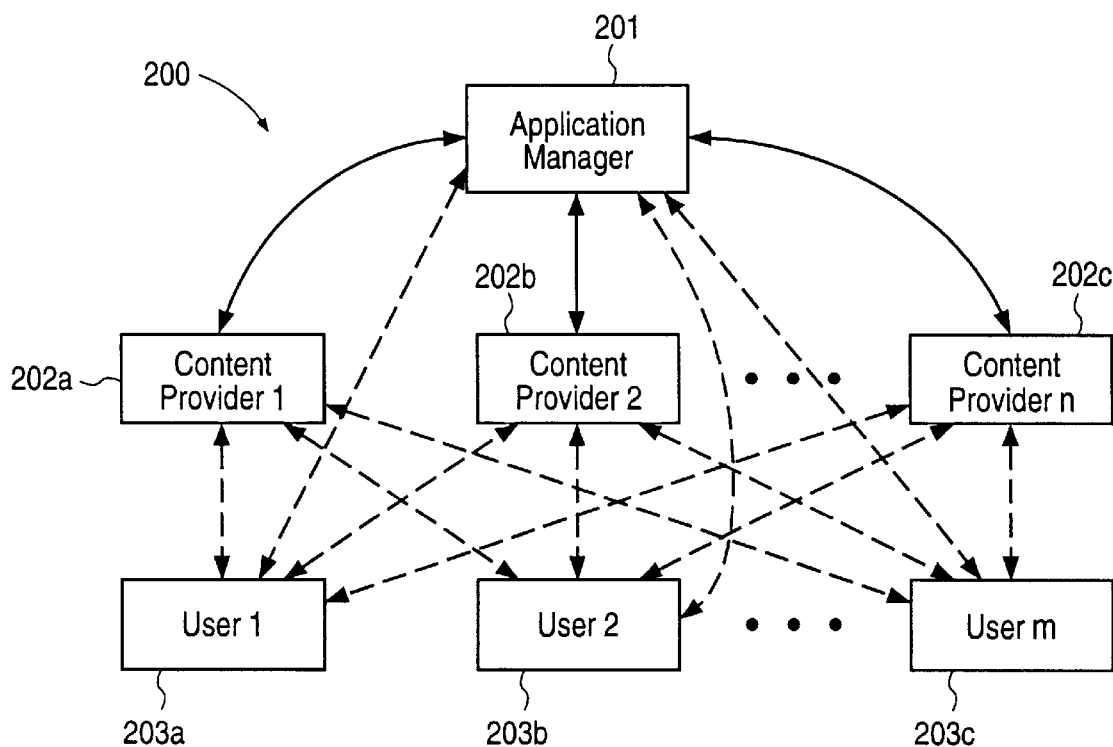 201
200
Application
Manager
202b
202c
202a
Content
Provider 1
Content
Provider 2
Content
Provider n
User 1
User 2
User m
203a
203b
203c